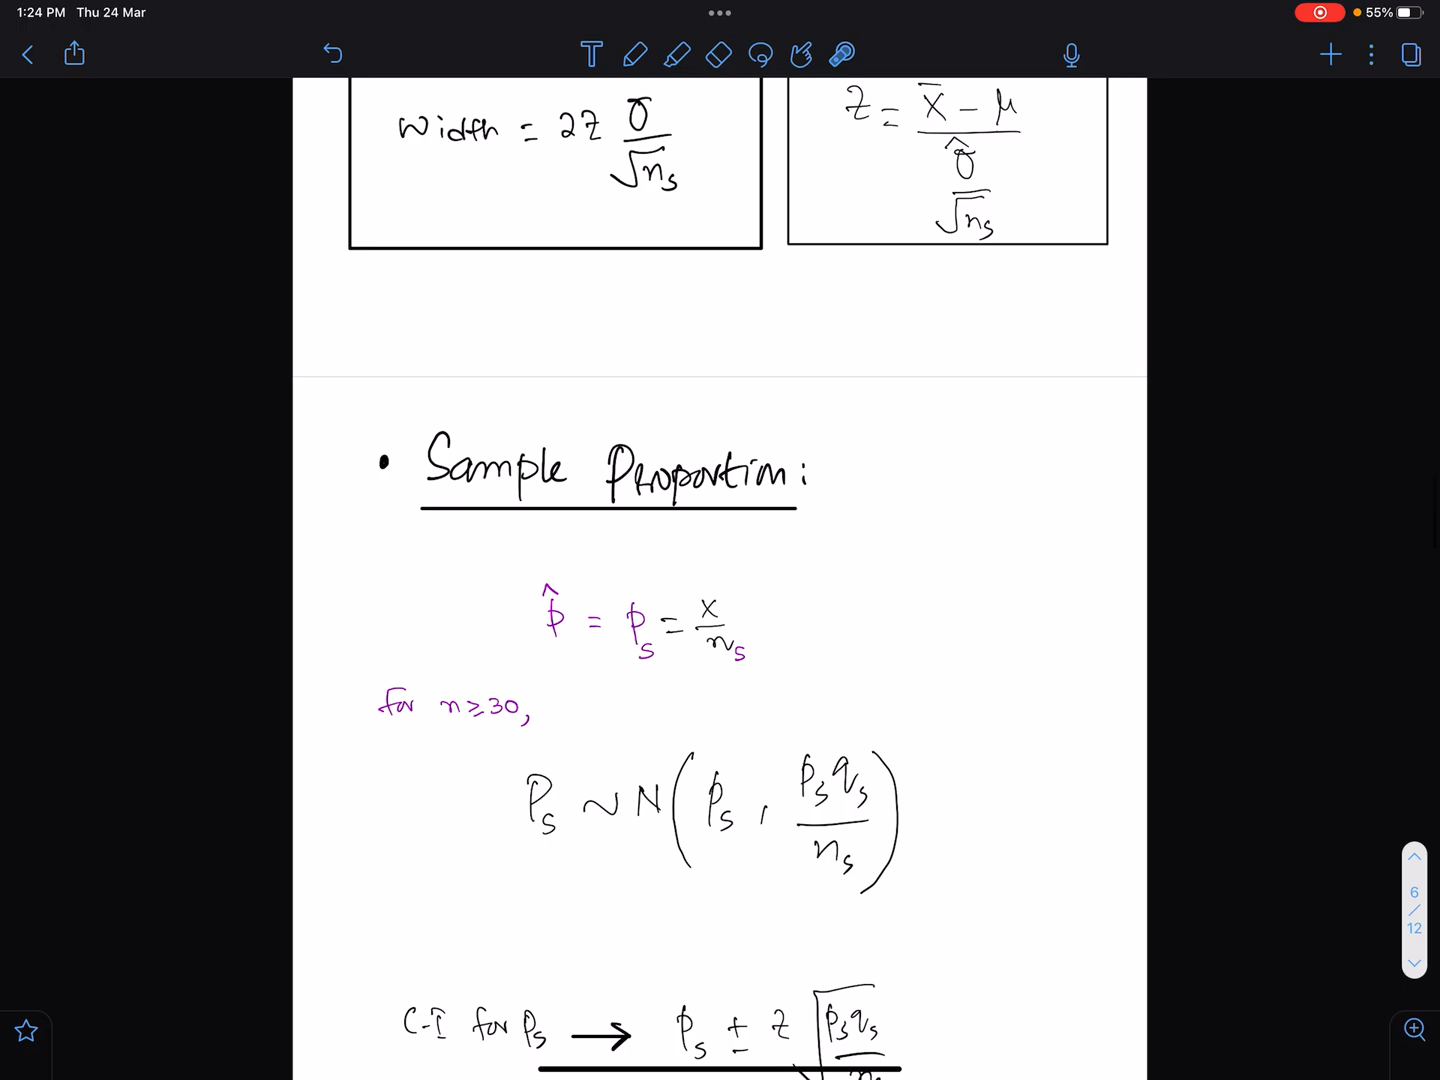 1:24 PM Thu 24 Mar
55%
Width = 2Z σ/√n_s
Z = (x̄ − μ)/(σ̂/√n_s)
• Sample Proportion:
p̂ = p_s = x/n_s
for n ≥ 30,
P_s ~ N(p_s, p_s q_s/n_s)
C-I for p_s → p_s ± z √(p_s q_s/n_s)
6
/
12